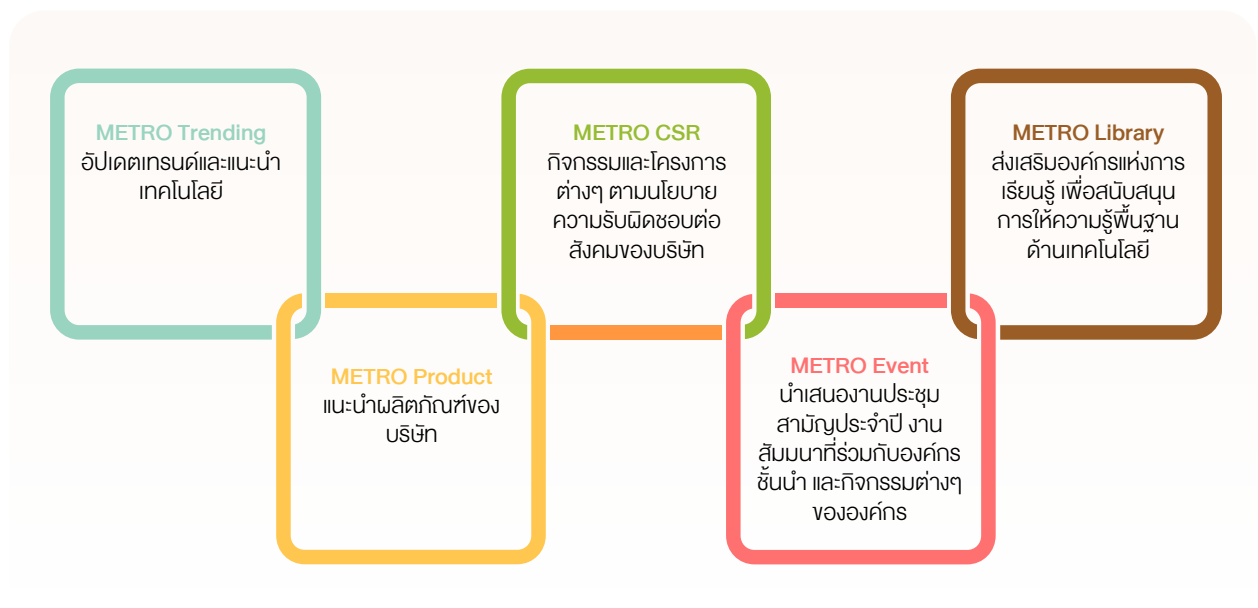 METRO Trending
อัปเดตเทรนด์และแนะนำ
เทคโนโลยี
METRO Product
แนะนำผลิตภัณฑ์ของ
บริษัท
METRO CSR
กิจกรรมและโครงการ
ต่างๆ ตามนโยบาย
ความรับผิดชอบต่อ
สังคมของบริษัท
METRO Event
นำเสนองานประชุม
สามัญประจำปี งาน
สัมมนาที่ร่วมกับองค์กร
ชั้นนำ และกิจกรรมต่างๆ
ขององค์กร
METRO Library
ส่งเสริมองค์กรแห่งการ
เรียนรู้ เพื่อสนับสนุน
การให้ความรู้พื้นฐาน
ด้านเทคโนโลยี